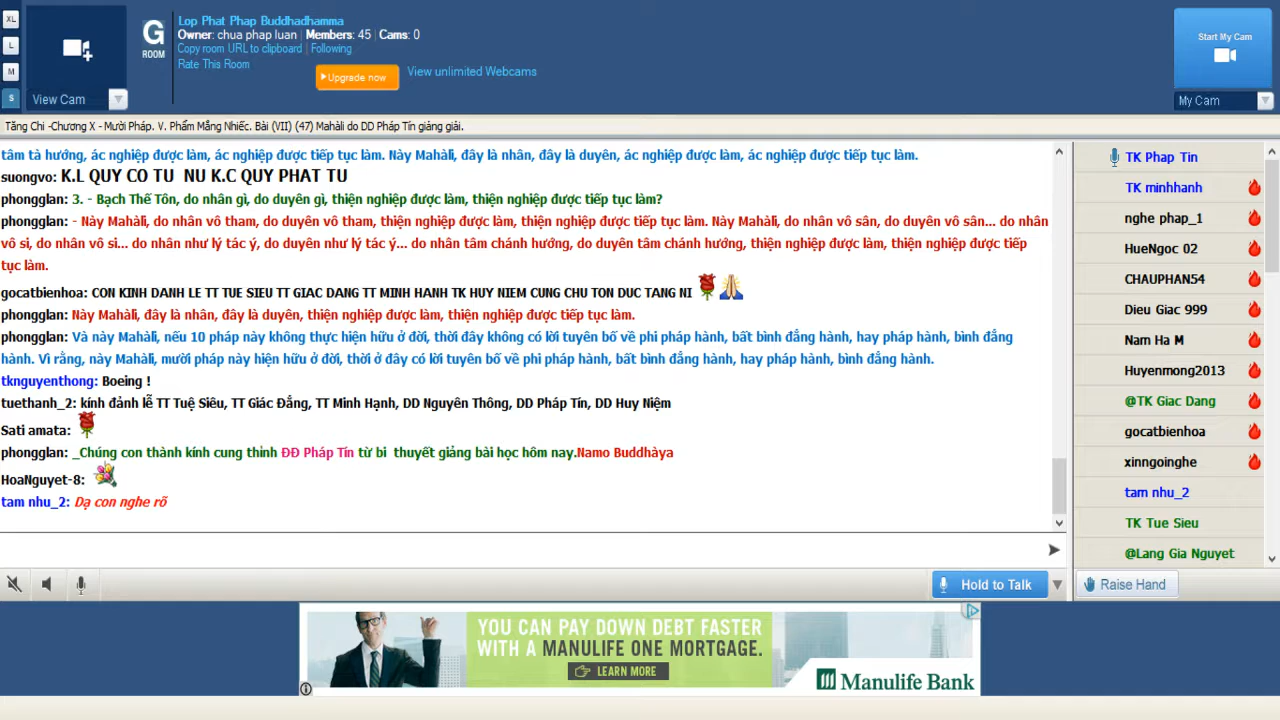 XL
L
M
S
View Cam
G
ROOM
Lop Phat Phap Buddhadhamma
Owner: chua phap luan | Members: 45 | Cams: 0
Copy room URL to clipboard | Following
Rate This Room
Upgrade now
View unlimited Webcams
Start My Cam
My Cam
Tăng Chi -Chương X - Mười Pháp. V. Phẩm Mắng Nhiếc. Bài (VII) (47) Mahàli do DD Pháp Tín giảng giải.
tâm tà hướng, ác nghiệp được làm, ác nghiệp được tiếp tục làm. Này Mahàli, đây là nhân, đây là duyên, ác nghiệp được làm, ác nghiệp được tiếp tục làm.
suongvo: K.L QUY CO TU NU K.C QUY PHAT TU
phongglan: 3. - Bạch Thế Tôn, do nhân gì, do duyên gì, thiện nghiệp được làm, thiện nghiệp được tiếp tục làm?
phongglan: - Này Mahàli, do nhân vô tham, do duyên vô tham, thiện nghiệp được làm, thiện nghiệp được tiếp tục làm. Này Mahàli, do nhân vô sân, do duyên vô sân... do nhân
vô si, do nhân vô si... do nhân như lý tác ý, do duyên như lý tác ý... do nhân tâm chánh hướng, do duyên tâm chánh hướng, thiện nghiệp được làm, thiện nghiệp được tiếp
tục làm.
gocatbienhoa: CON KINH DANH LE TT TUE SIEU TT GIAC DANG TT MINH HANH TK HUY NIEM CUNG CHU TON DUC TANG NI
phongglan: Này Mahàli, đây là nhân, đây là duyên, thiện nghiệp được làm, thiện nghiệp được tiếp tục làm.
phongglan: Và này Mahàli, nếu 10 pháp này không thực hiện hữu ở đời, thời đây không có lời tuyên bố về phi pháp hành, bất bình đẳng hành, hay pháp hành, bình đẳng
hành. Vì rằng, này Mahàli, mười pháp này hiện hữu ở đời, thời ở đây có lời tuyên bố về phi pháp hành, bất bình đẳng hành, hay pháp hành, bình đẳng hành.
tknguyenthong: Boeing !
tuethanh_2: kính đảnh lễ TT Tuệ Siêu, TT Giác Đẳng, TT Minh Hạnh, DD Nguyên Thông, DD Pháp Tín, DD Huy Niệm
Sati amata:
phongglan: _Chúng con thành kính cung thỉnh ĐĐ Pháp Tín từ bi thuyết giảng bài học hôm nay.Namo Buddhàya
HoaNguyet-8:
tam nhu_2: Dạ con nghe rõ
TK Phap Tin
TK minhhanh
nghe phap_1
HueNgoc 02
CHAUPHAN54
Dieu Giac 999
Nam Ha M
Huyenmong2013
@TK Giac Dang
gocatbienhoa
xinngoinghe
tam nhu_2
TK Tue Sieu
@Lang Gia Nguyet
Hold to Talk
Raise Hand
YOU CAN PAY DOWN DEBT FASTER
WITH A MANULIFE ONE MORTGAGE.
LEARN MORE
Manulife Bank